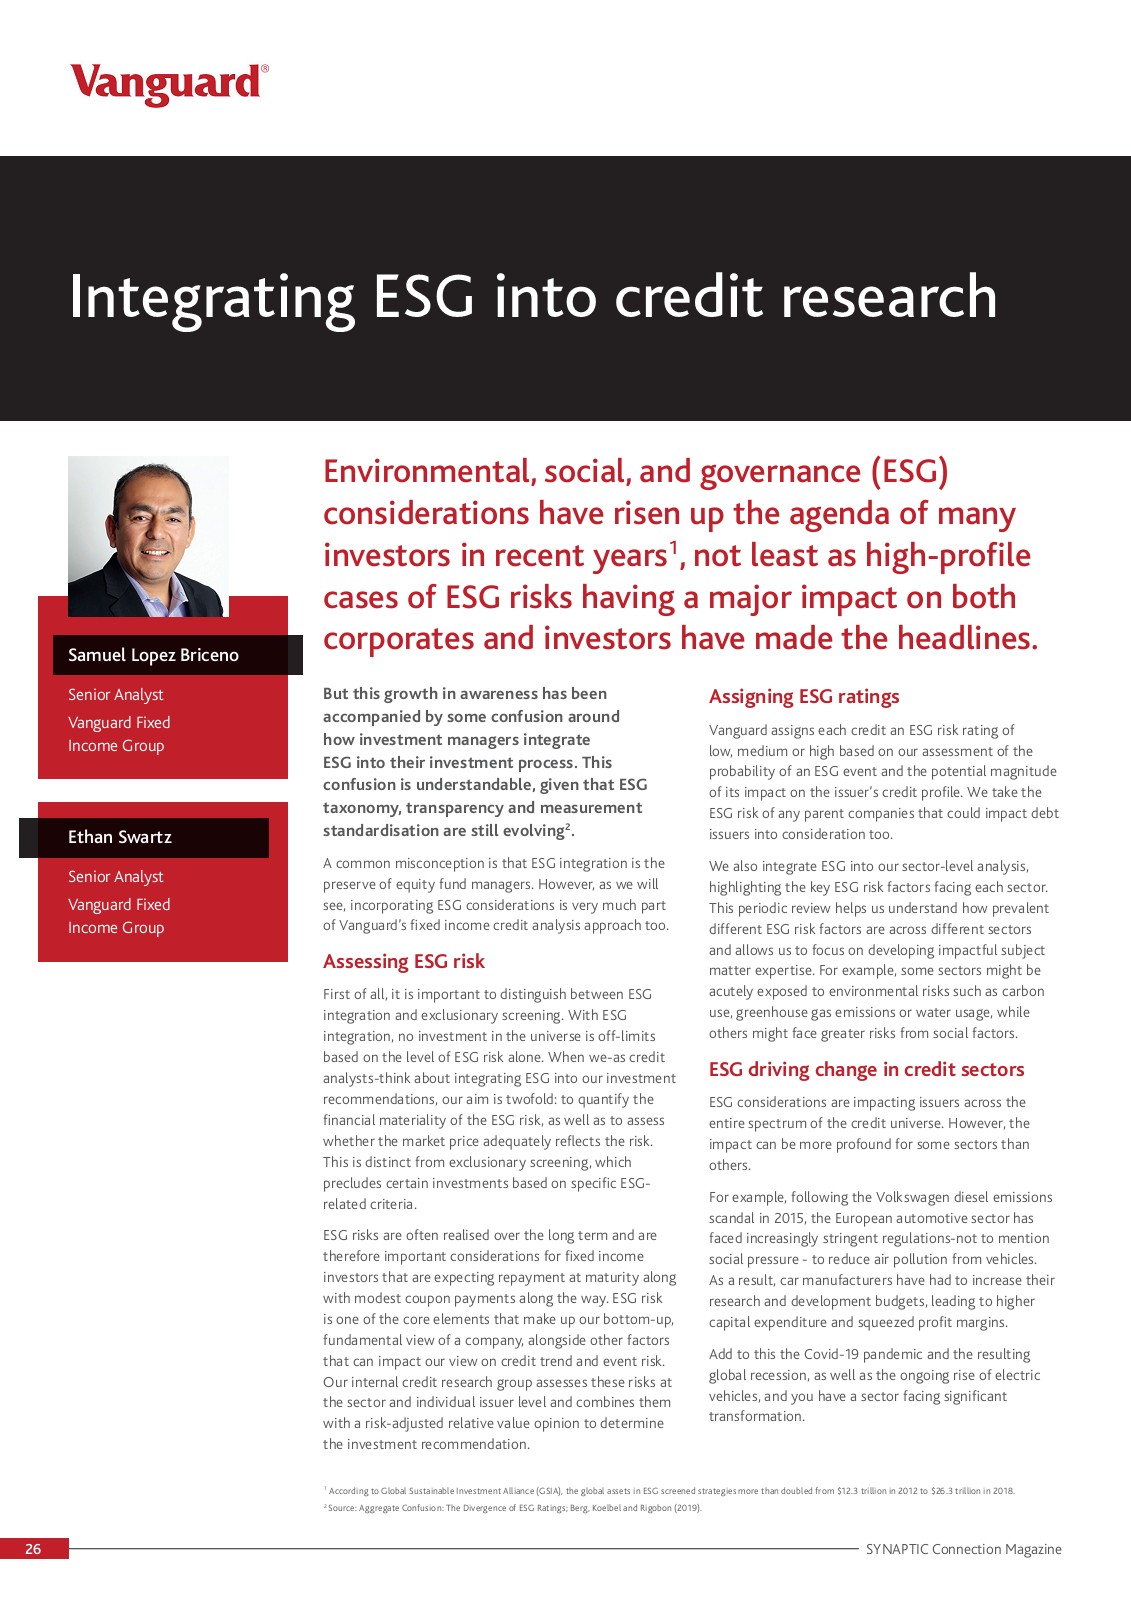 Vanguard®
Integrating ESG into credit research
Samuel Lopez Briceno
Senior Analyst
Vanguard Fixed
Income Group
Ethan Swartz
Senior Analyst
Vanguard Fixed
Income Group
Environmental, social, and governance (ESG)
considerations have risen up the agenda of many
investors in recent years¹, not least as high-profile
cases of ESG risks having a major impact on both
corporates and investors have made the headlines.
But this growth in awareness has been
accompanied by some confusion around
how investment managers integrate
ESG into their investment process. This
confusion is understandable, given that ESG
taxonomy, transparency and measurement
standardisation are still evolving².
A common misconception is that ESG integration is the
preserve of equity fund managers. However, as we will
see, incorporating ESG considerations is very much part
of Vanguard's fixed income credit analysis approach too.
Assessing ESG risk
First of all, it is important to distinguish between ESG
integration and exclusionary screening. With ESG
integration, no investment in the universe is off-limits
based on the level of ESG risk alone. When we-as credit
analysts-think about integrating ESG into our investment
recommendations, our aim is twofold: to quantify the
financial materiality of the ESG risk, as well as to assess
whether the market price adequately reflects the risk.
This is distinct from exclusionary screening, which
precludes certain investments based on specific ESG-
related criteria.
ESG risks are often realised over the long term and are
therefore important considerations for fixed income
investors that are expecting repayment at maturity along
with modest coupon payments along the way. ESG risk
is one of the core elements that make up our bottom-up,
fundamental view of a company, alongside other factors
that can impact our view on credit trend and event risk.
Our internal credit research group assesses these risks at
the sector and individual issuer level and combines them
with a risk-adjusted relative value opinion to determine
the investment recommendation.
Assigning ESG ratings
Vanguard assigns each credit an ESG risk rating of
low, medium or high based on our assessment of the
probability of an ESG event and the potential magnitude
of its impact on the issuer's credit profile. We take the
ESG risk of any parent companies that could impact debt
issuers into consideration too.
We also integrate ESG into our sector-level analysis,
highlighting the key ESG risk factors facing each sector.
This periodic review helps us understand how prevalent
different ESG risk factors are across different sectors
and allows us to focus on developing impactful subject
matter expertise. For example, some sectors might be
acutely exposed to environmental risks such as carbon
use, greenhouse gas emissions or water usage, while
others might face greater risks from social factors.
ESG driving change in credit sectors
ESG considerations are impacting issuers across the
entire spectrum of the credit universe. However, the
impact can be more profound for some sectors than
others.
For example, following the Volkswagen diesel emissions
scandal in 2015, the European automotive sector has
faced increasingly stringent regulations-not to mention
social pressure - to reduce air pollution from vehicles.
As a result, car manufacturers have had to increase their
research and development budgets, leading to higher
capital expenditure and squeezed profit margins.
Add to this the Covid-19 pandemic and the resulting
global recession, as well as the ongoing rise of electric
vehicles, and you have a sector facing significant
transformation.
¹ According to Global Sustainable Investment Alliance (GSIA), the global assets in ESG screened strategies more than doubled from $12.3 trillion in 2012 to $26.3 trillion in 2018.
² Source: Aggregate Confusion: The Divergence of ESG Ratings; Berg, Koelbel and Rigobon (2019).
26
SYNAPTIC Connection Magazine